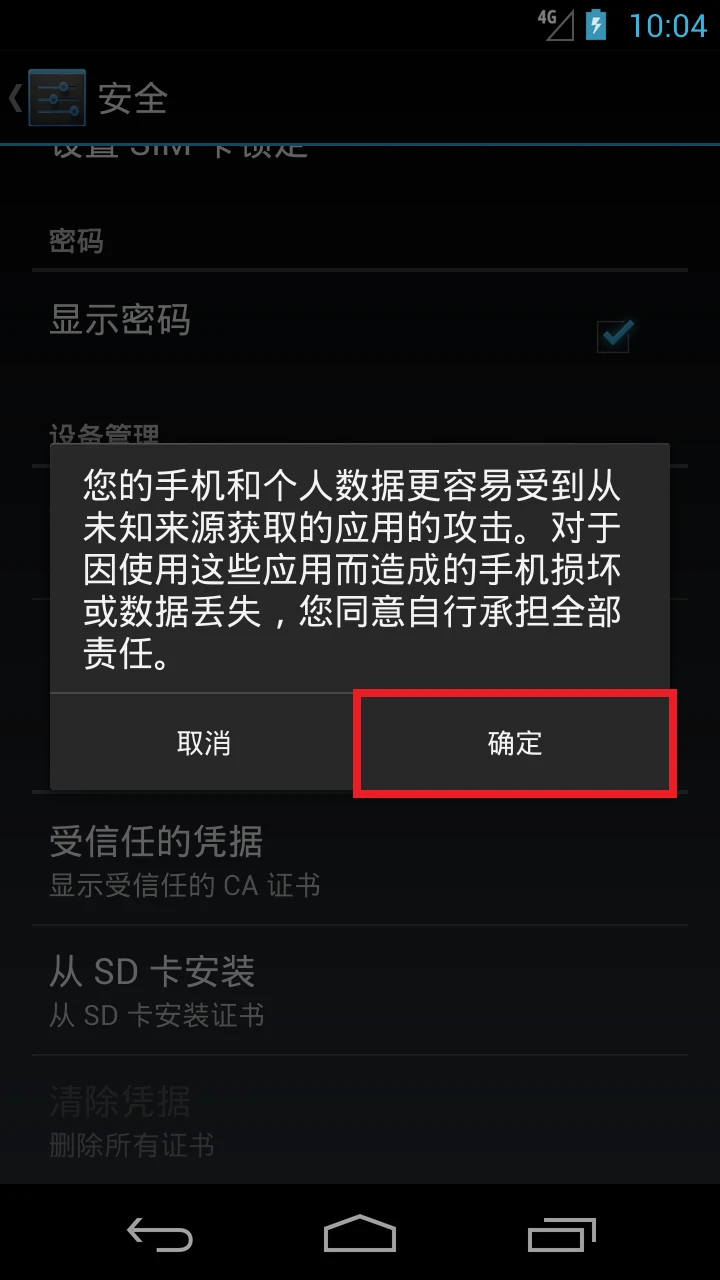 4G 10:04
安全
设置 SIM 卡锁定
密码
显示密码
设备管理
您的手机和个人数据更容易受到从
未知来源获取的应用的攻击。对于
因使用这些应用而造成的手机损坏
或数据丢失，您同意自行承担全部
责任。
取消 确定
受信任的凭据
显示受信任的 CA 证书
从 SD 卡安装
从 SD 卡安装证书
清除凭据
删除所有证书